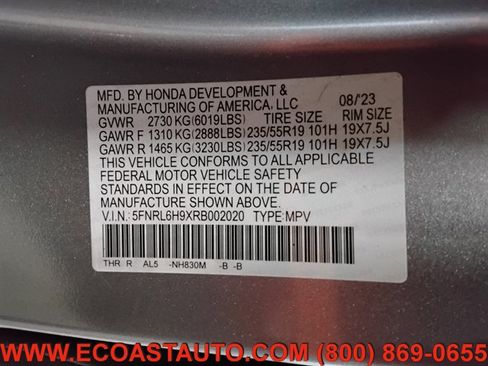 MFD. BY HONDA DEVELOPMENT &
MANUFACTURING OF AMERICA, LLC 08/'23
GVWR 2730 KG(6019LBS) TIRE SIZE RIM SIZE
GAWR F 1310 KG(2888LBS) 235/55R19 101H 19X7.5J
GAWR R 1465 KG(3230LBS) 235/55R19 101H 19X7.5J
THIS VEHICLE CONFORMS TO ALL APPLICABLE
FEDERAL MOTOR VEHICLE SAFETY
STANDARDS IN EFFECT ON THE DATE OF
MANUFACTURE SHOWN ABOVE.
V.I.N.: 5FNRL6H9XRB002020 TYPE: MPV
THR R AL5 -NH830M -B -B
WWW.ECOASTAUTO.COM (800) 869-0655